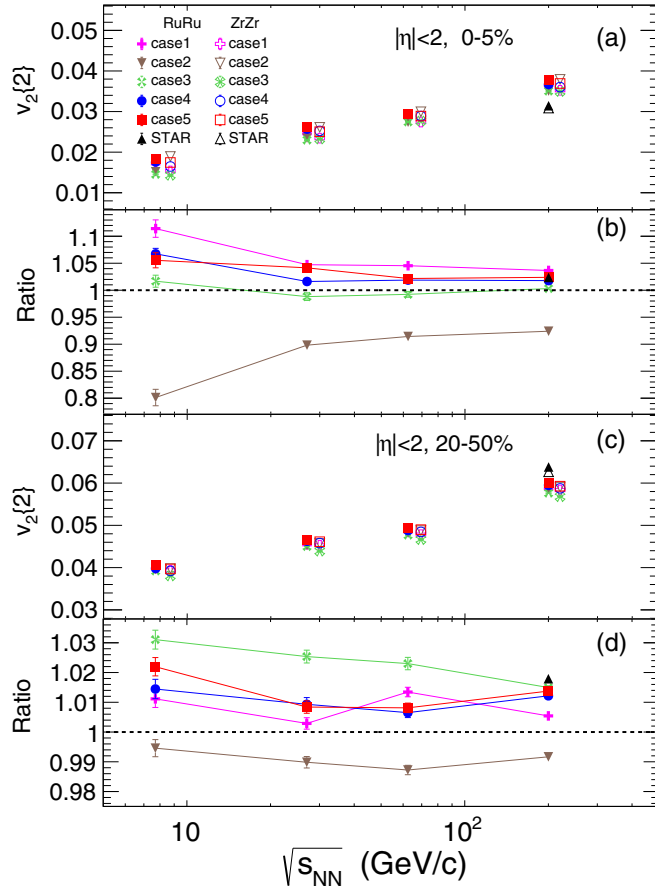 0.05
0.04
0.03
0.02
0.01
v₂{2}
RuRu ZrZr
case1 case1
case2 case2
case3 case3
case4 case4
case5 case5
STAR STAR
|η|<2, 0-5%
(a)
1.1
1.05
1
0.95
0.9
0.85
0.8
Ratio
(b)
0.07
0.06
0.05
0.04
0.03
v₂{2}
|η|<2, 20-50%
(c)
1.03
1.02
1.01
1
0.99
0.98
Ratio
(d)
10 10²
√s_NN (GeV/c)